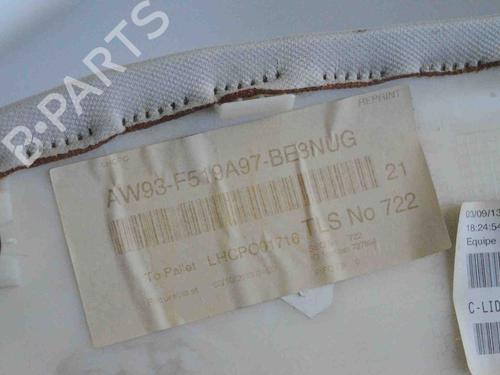 B-PARTS
REPRINT
AW93-F519A97-BE3NUG
21
To Pallet LHCPC01716 TLS No 722
722
03/09/13
18:24:54
Equipe
C-LID